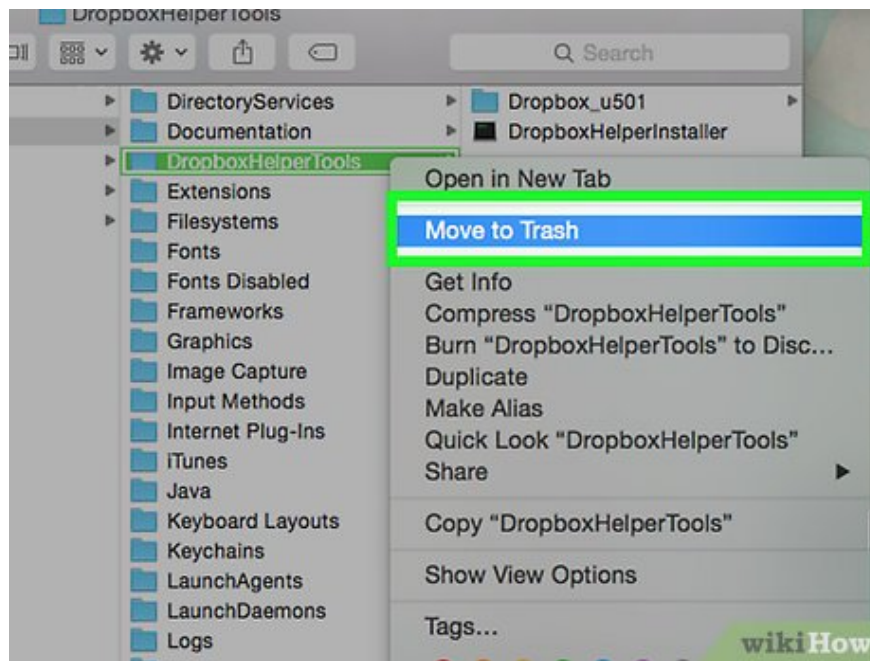 DropboxHelperTools
Search
DirectoryServices
Documentation
DropboxHelperTools
Extensions
Filesystems
Fonts
Fonts Disabled
Frameworks
Graphics
Image Capture
Input Methods
Internet Plug-Ins
iTunes
Java
Keyboard Layouts
Keychains
LaunchAgents
LaunchDaemons
Logs
Dropbox_u501
DropboxHelperInstaller
Open in New Tab
Move to Trash
Get Info
Compress “DropboxHelperTools”
Burn “DropboxHelperTools” to Disc...
Duplicate
Make Alias
Quick Look “DropboxHelperTools”
Share
Copy “DropboxHelperTools”
Show View Options
Tags...
wikiHow